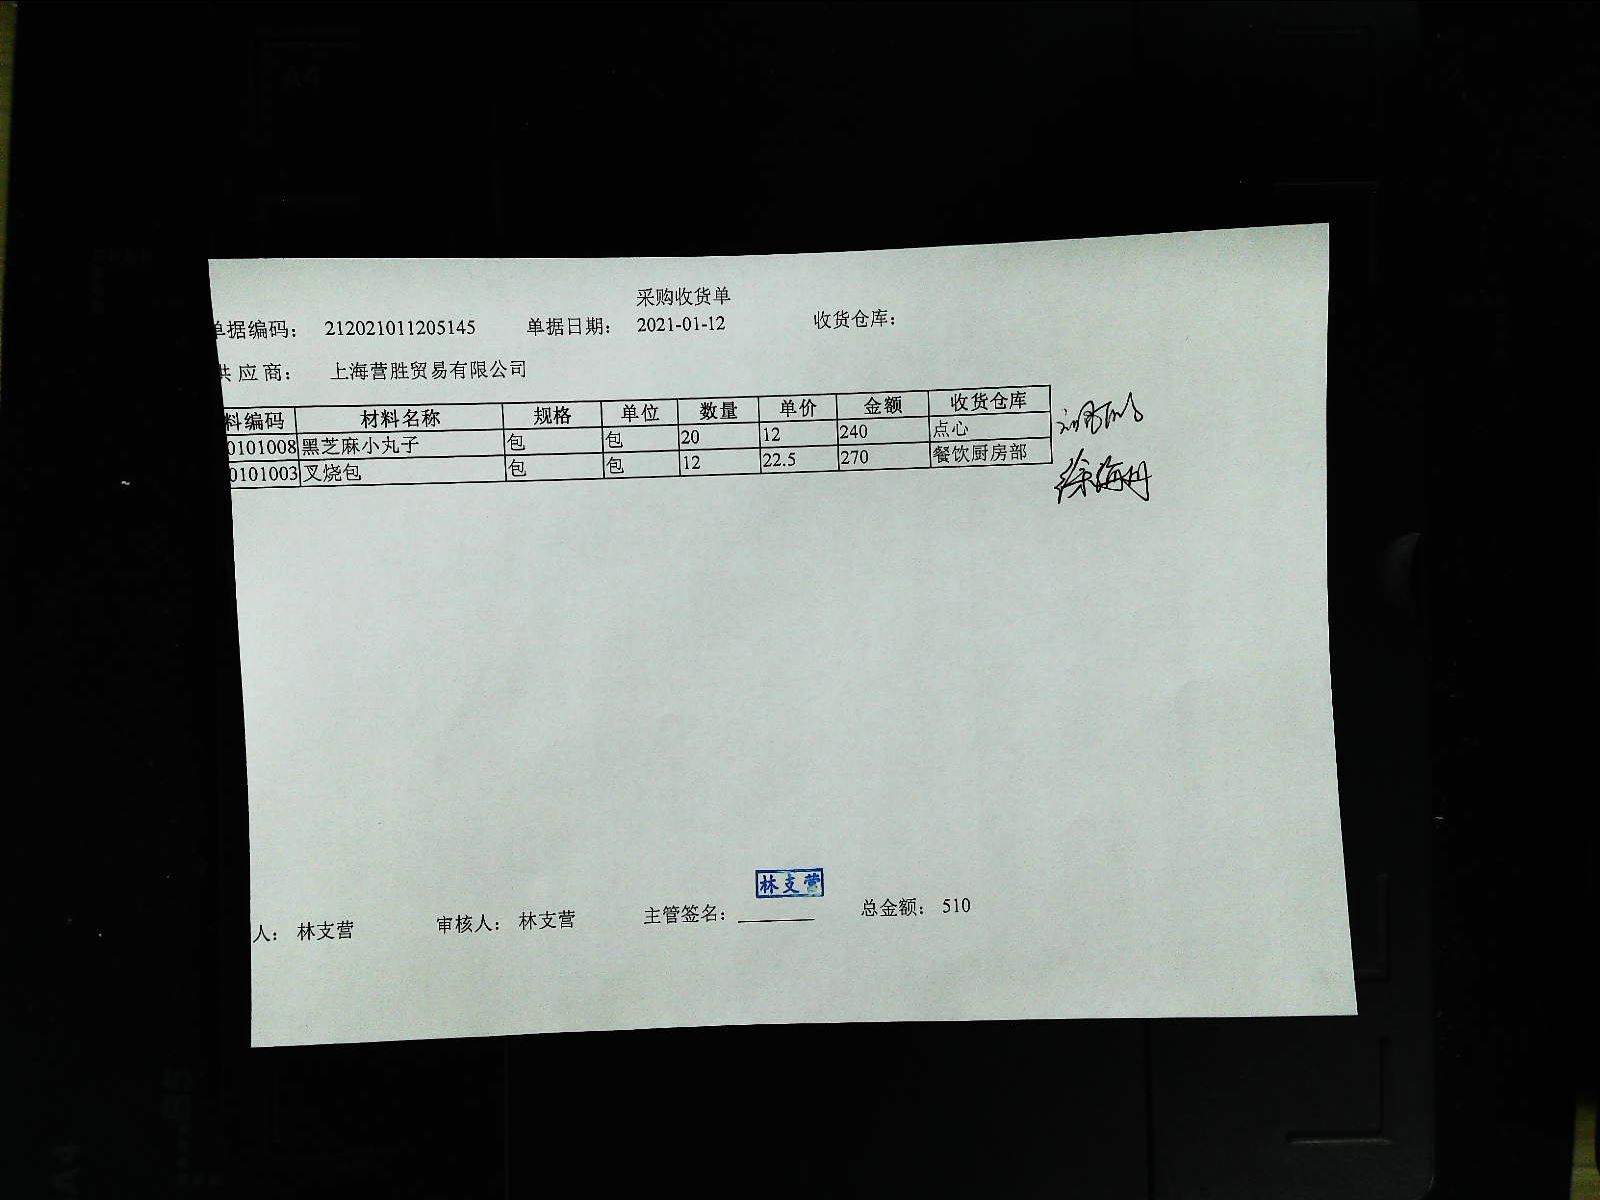 采购收货单
单据编码： 212021011205145 单据日期： 2021-01-12 收货仓库：
供 应 商： 上海营胜贸易有限公司
料编码 材料名称 规格 单位 数量 单价 金额 收货仓库
0101008 黑芝麻小丸子 包 包 20 12 240 点心
0101003 叉烧包 包 包 12 22.5 270 餐饮厨房部
徐海丹
林支营
人： 林支营 审核人： 林支营 主管签名： 总金额： 510
A4